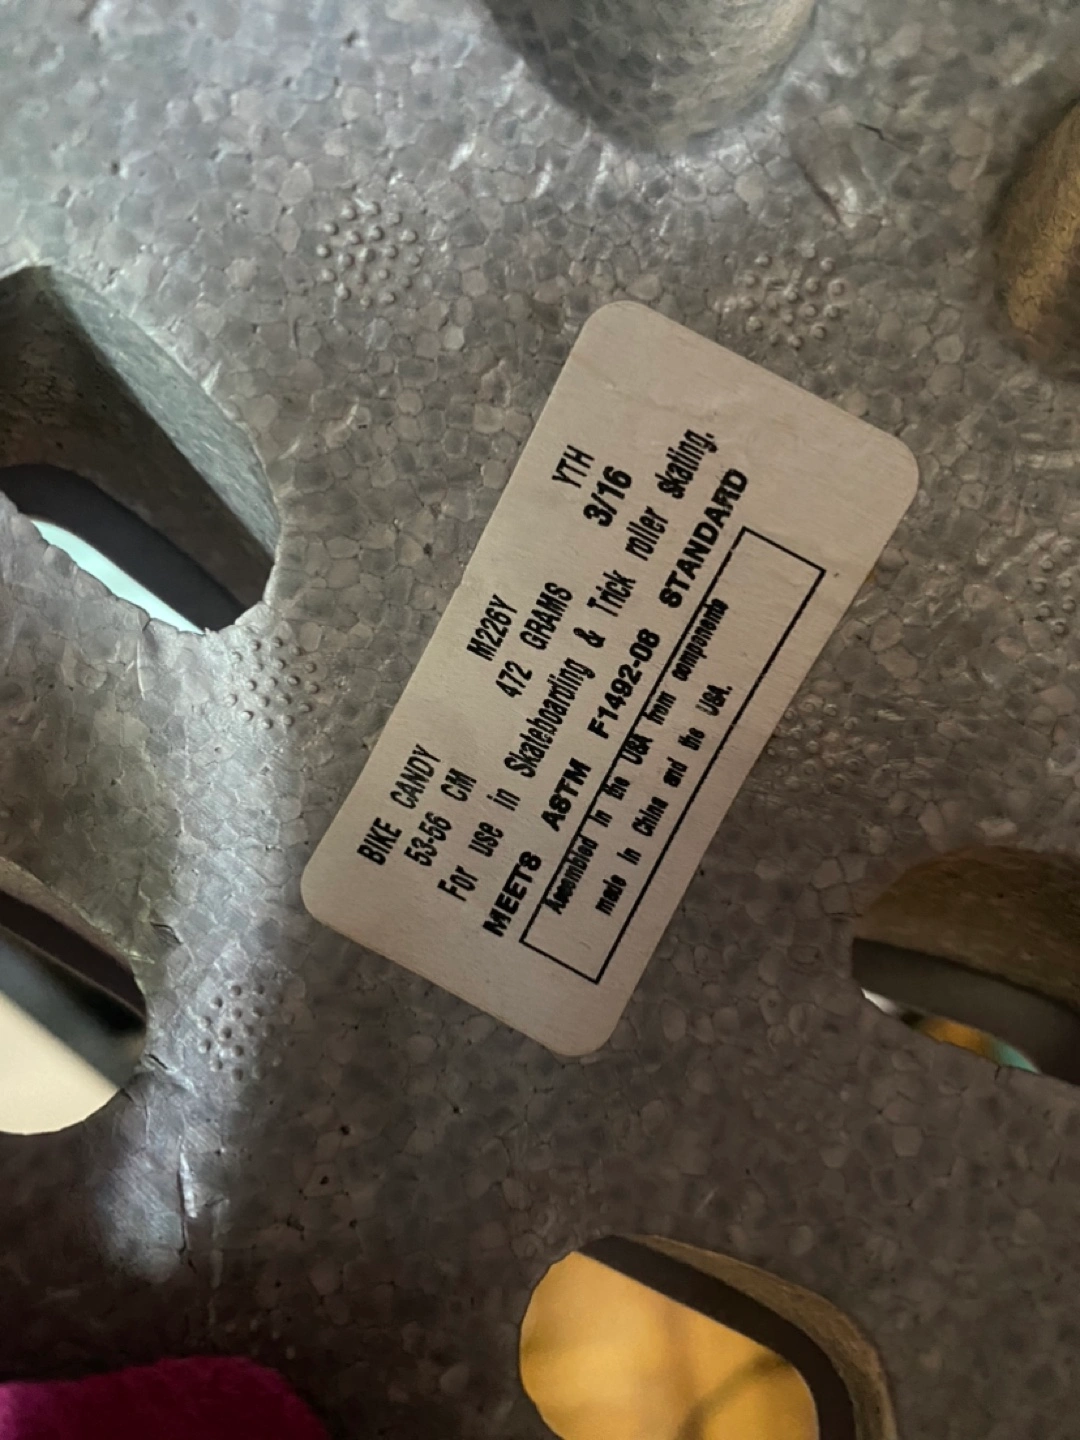 BIKE CANDY M226Y YTH
53-56 CM 472 GRAMS 3/16
For use in Skateboarding & Trick roller skating.
MEETS ASTM F1492-08 STANDARD
Assembled in the USA from components
made in China and the USA.